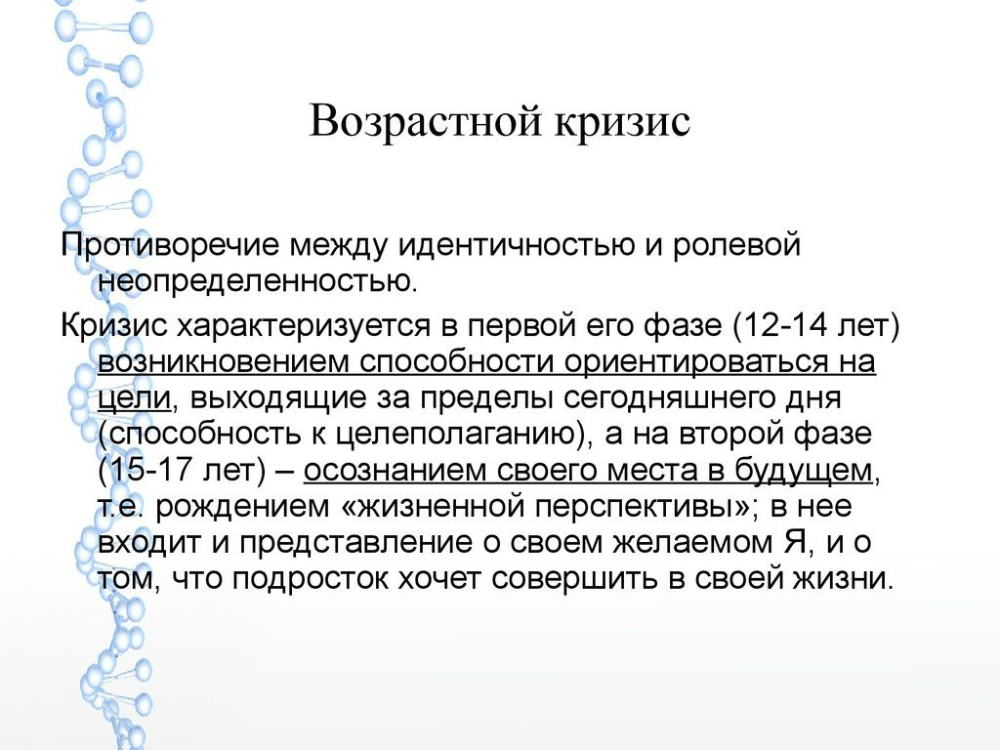 Возрастной кризис
Противоречие между идентичностью и ролевой
неопределенностью.
Кризис характеризуется в первой его фазе (12-14 лет)
возникновением способности ориентироваться на
цели, выходящие за пределы сегодняшнего дня
(способность к целеполаганию), а на второй фазе
(15-17 лет) – осознанием своего места в будущем,
т.е. рождением «жизненной перспективы»; в нее
входит и представление о своем желаемом Я, и о
том, что подросток хочет совершить в своей жизни.